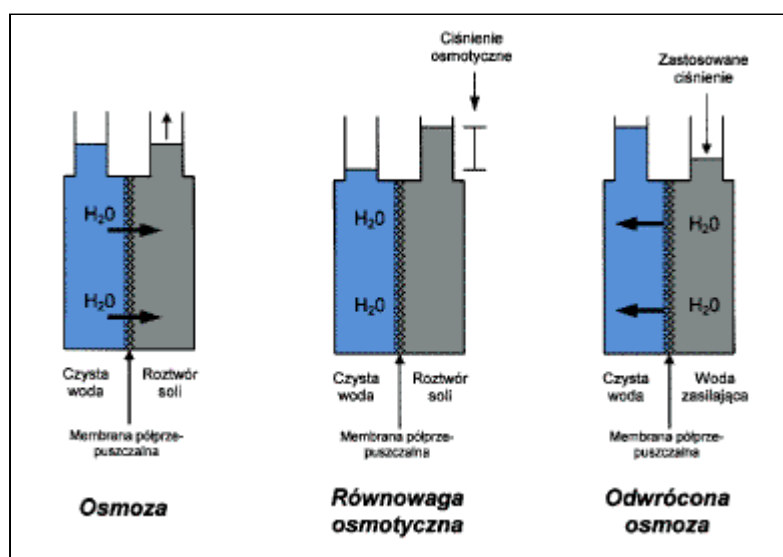 Ciśnienie
osmotyczne
Zastosowane
ciśnienie
H₂0
H₂0
Czysta
woda
Roztwór
soli
Membrana półprze-
puszczalna
Osmoza
H₂0
H₂0
Czysta
woda
Roztwór
soli
Membrana półprze-
puszczalna
Równowaga
osmotyczna
H₂0
H₂0
Czysta
woda
Woda
zasilająca
Membrana półprze-
puszczalna
Odwrócona
osmoza